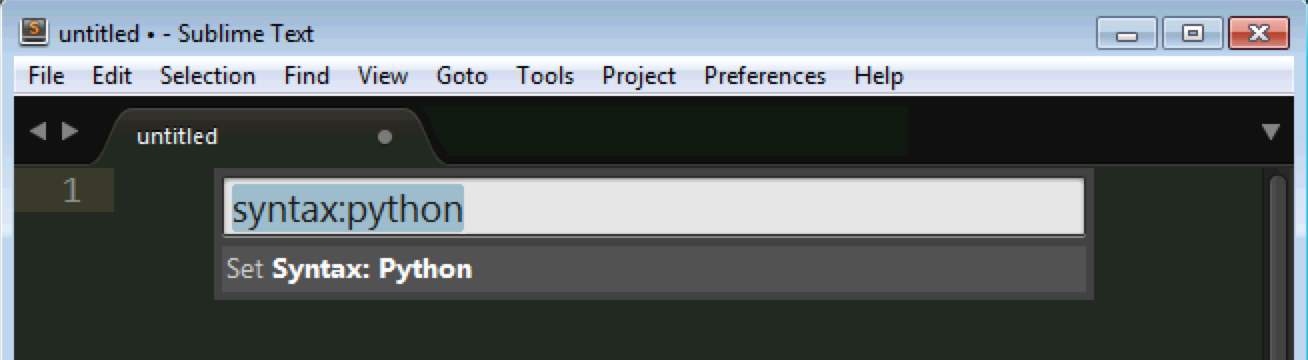 untitled • - Sublime Text
File Edit Selection Find View Goto Tools Project Preferences Help
untitled
1
syntax:python
Set Syntax: Python